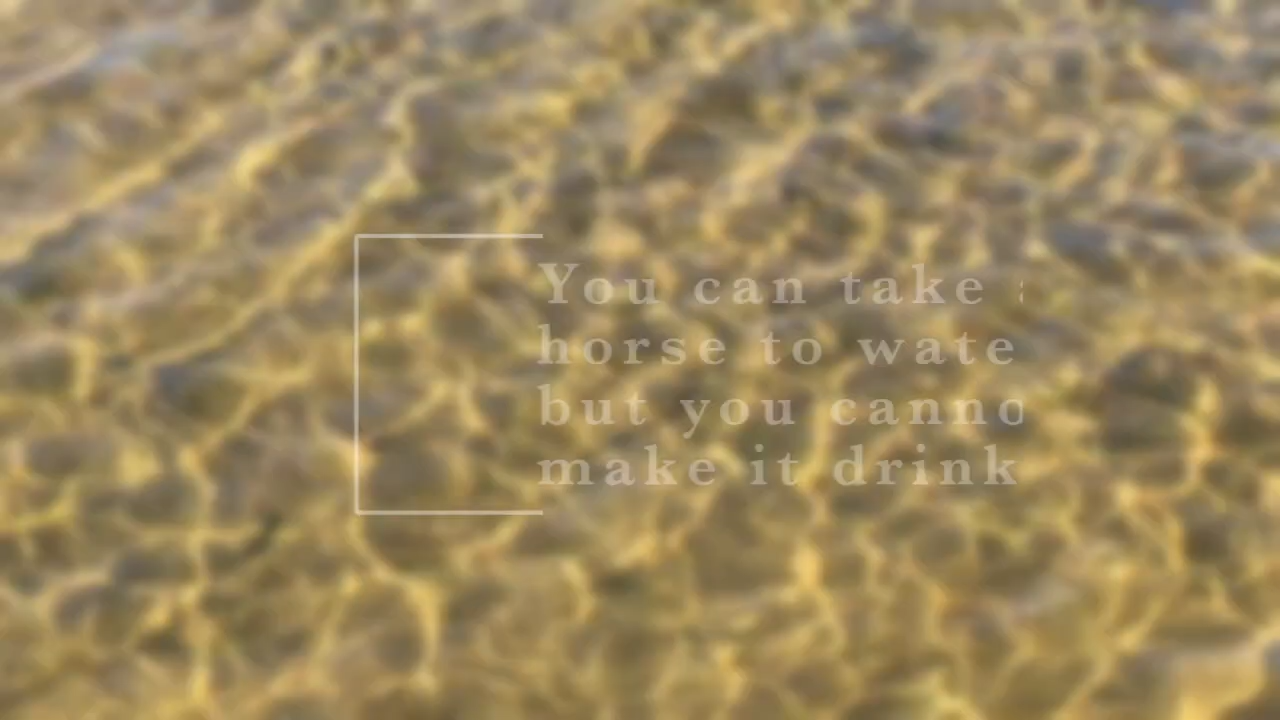 You can take
horse to wate
but you canno
make it drink